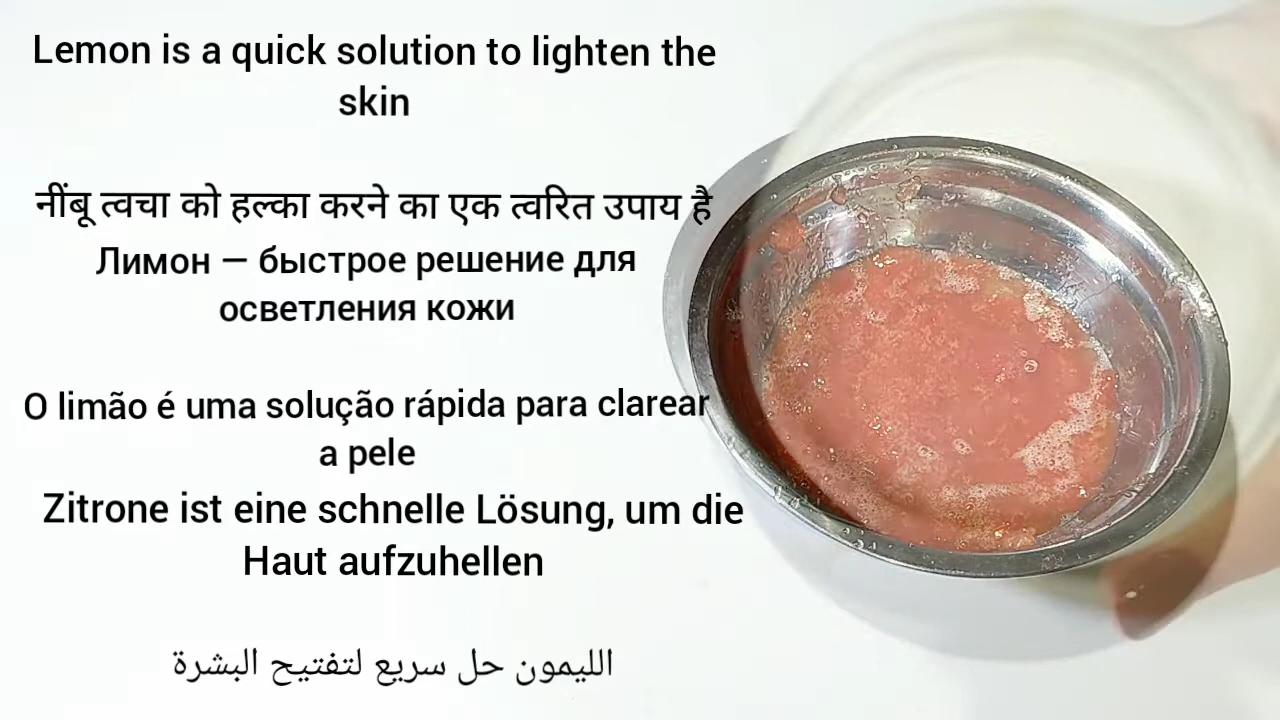 Lemon is a quick solution to lighten the
skin
नींबू त्वचा को हल्का करने का एक त्वरित उपाय है
Лимон — быстрое решение для
осветления кожи
O limão é uma solução rápida para clarear
a pele
Zitrone ist eine schnelle Lösung, um die
Haut aufzuhellen
الليمون حل سريع لتفتيح البشرة